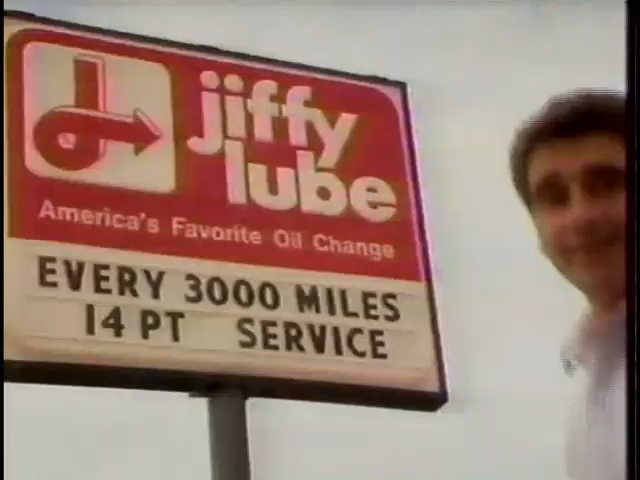 jiffy
lube
America's Favorite Oil Change
EVERY 3000 MILES
14 PT SERVICE